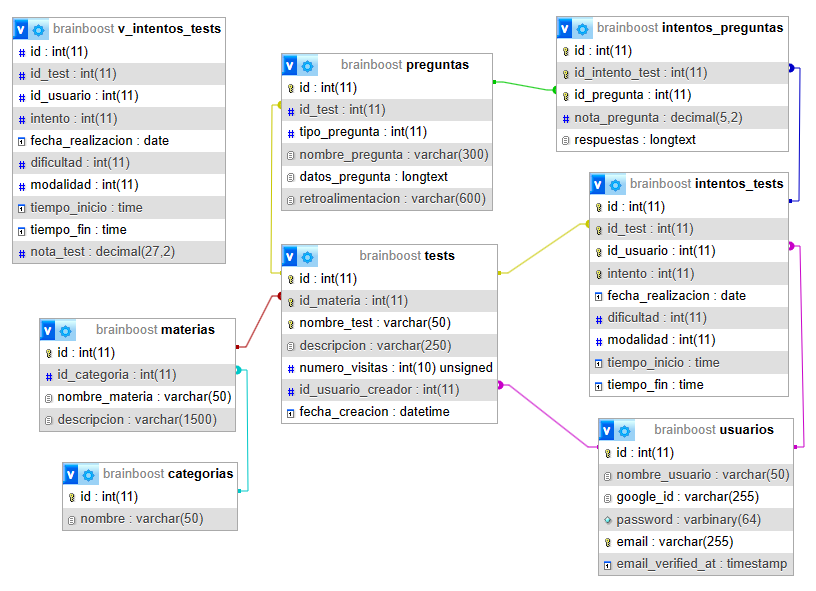 brainboost v_intentos_tests
id : int(11)
id_test : int(11)
id_usuario : int(11)
intento : int(11)
fecha_realizacion : date
dificultad : int(11)
modalidad : int(11)
tiempo_inicio : time
tiempo_fin : time
nota_test : decimal(27,2)
brainboost preguntas
id : int(11)
id_test : int(11)
tipo_pregunta : int(11)
nombre_pregunta : varchar(300)
datos_pregunta : longtext
retroalimentacion : varchar(600)
brainboost intentos_preguntas
id : int(11)
id_intento_test : int(11)
id_pregunta : int(11)
nota_pregunta : decimal(5,2)
respuestas : longtext
brainboost intentos_tests
id : int(11)
id_test : int(11)
id_usuario : int(11)
intento : int(11)
fecha_realizacion : date
dificultad : int(11)
modalidad : int(11)
tiempo_inicio : time
tiempo_fin : time
brainboost tests
id : int(11)
id_materia : int(11)
nombre_test : varchar(50)
descripcion : varchar(250)
numero_visitas : int(10) unsigned
id_usuario_creador : int(11)
fecha_creacion : datetime
brainboost materias
id : int(11)
id_categoria : int(11)
nombre_materia : varchar(50)
descripcion : varchar(1500)
brainboost categorias
id : int(11)
nombre : varchar(50)
brainboost usuarios
id : int(11)
nombre_usuario : varchar(50)
google_id : varchar(255)
password : varbinary(64)
email : varchar(255)
email_verified_at : timestamp